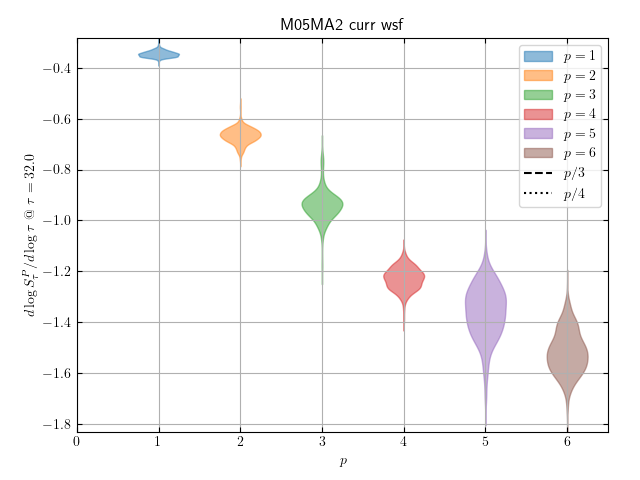 M05MA2 curr wsf
−0.4
−0.6
−0.8
−1.0
−1.2
−1.4
−1.6
−1.8
d log S_τ^P / d log τ @ τ = 32.0
0 1 2 3 4 5 6
p
p = 1
p = 2
p = 3
p = 4
p = 5
p = 6
p/3
p/4